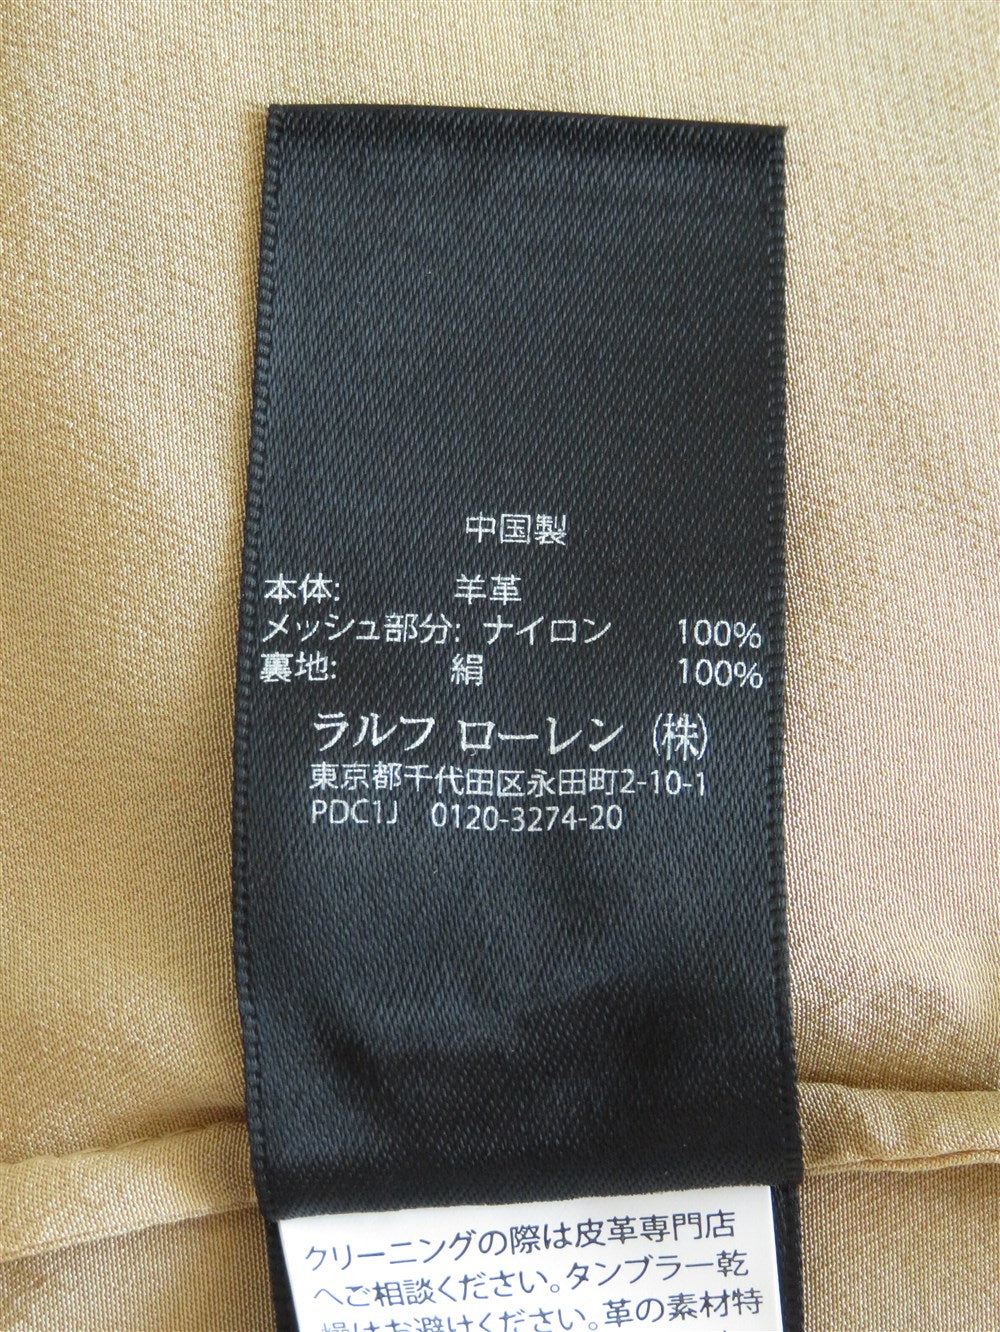 中国製
本体: 羊革
メッシュ部分: ナイロン 100%
裏地: 絹 100%
ラルフ ローレン (株)
東京都千代田区永田町2-10-1
PDC1J 0120-3274-20
クリーニングの際は皮革専門店
へご相談ください。タンブラー乾
燥はお避けください。革の素材特